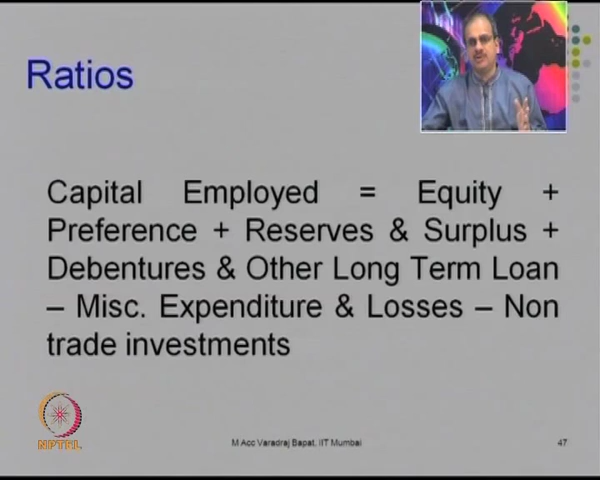 Ratios
Capital Employed = Equity +
Preference + Reserves & Surplus +
Debentures & Other Long Term Loan
– Misc. Expenditure & Losses – Non
trade investments
NPTEL
M Acc Varadraj Bapat, IIT Mumbai
47